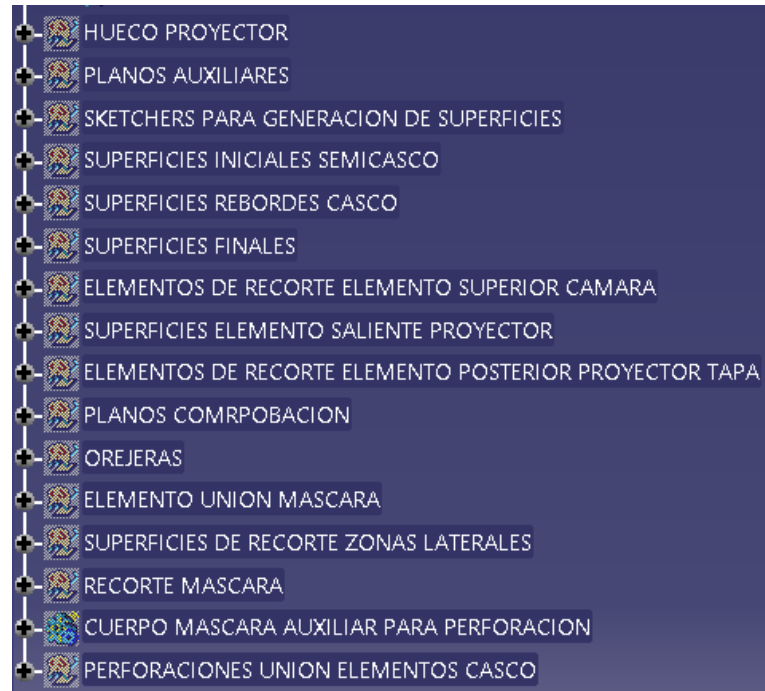 HUECO PROYECTOR
PLANOS AUXILIARES
SKETCHERS PARA GENERACION DE SUPERFICIES
SUPERFICIES INICIALES SEMICASCO
SUPERFICIES REBORDES CASCO
SUPERFICIES FINALES
ELEMENTOS DE RECORTE ELEMENTO SUPERIOR CAMARA
SUPERFICIES ELEMENTO SALIENTE PROYECTOR
ELEMENTOS DE RECORTE ELEMENTO POSTERIOR PROYECTOR TAPA
PLANOS COMRPOBACION
OREJERAS
ELEMENTO UNION MASCARA
SUPERFICIES DE RECORTE ZONAS LATERALES
RECORTE MASCARA
CUERPO MASCARA AUXILIAR PARA PERFORACION
PERFORACIONES UNION ELEMENTOS CASCO